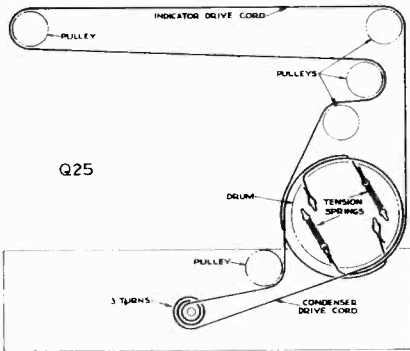 INDICATOR DRIVE CORD
PULLEY
PULLEYS
Q25
DRUM
TENSION
SPRINGS
PULLEY
3 TURNS
CONDENSER
DRIVE CORD